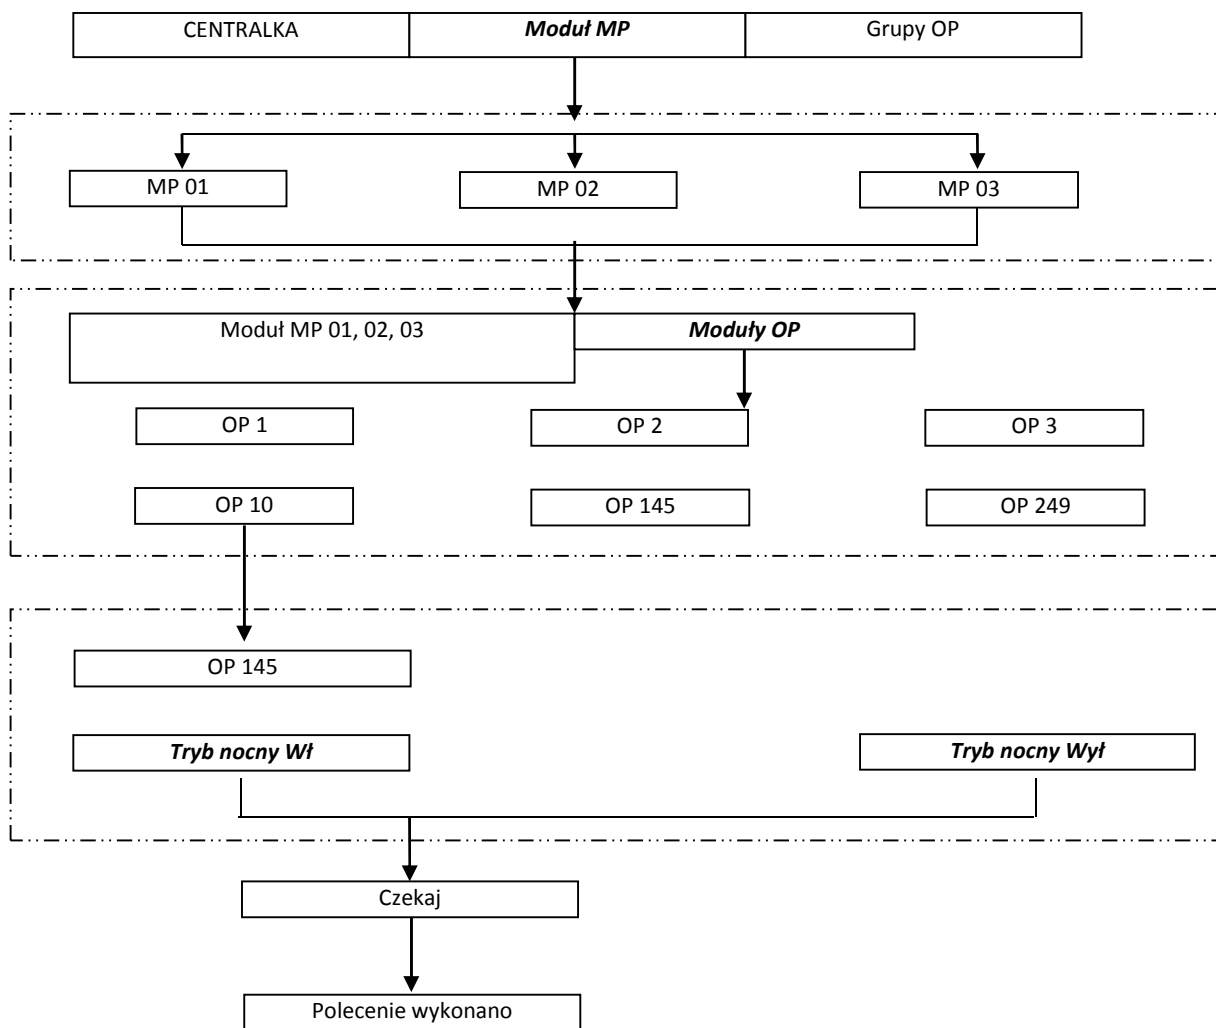 CENTRALKA Moduł MP Grupy OP
MP 01 MP 02 MP 03
Moduł MP 01, 02, 03 Moduły OP
OP 1 OP 2 OP 3
OP 10 OP 145 OP 249
OP 145
Tryb nocny Wł Tryb nocny Wył
Czekaj
Polecenie wykonano